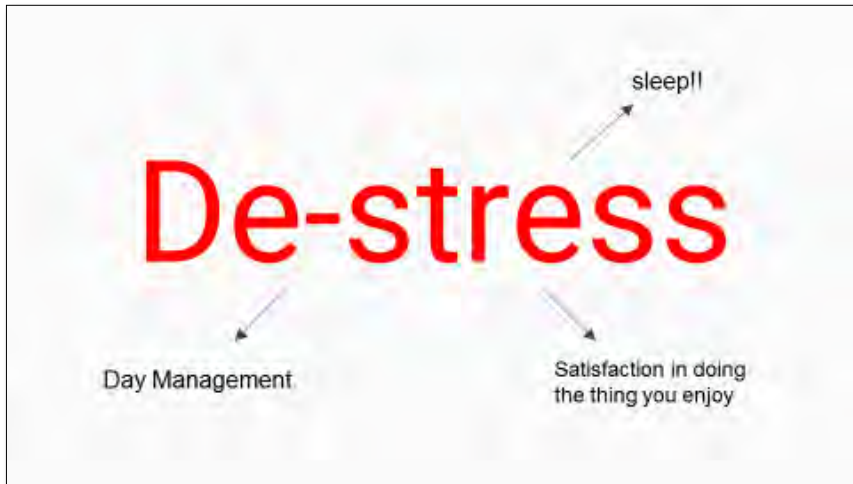 sleep!!
De-stress
Day Management
Satisfaction in doing
the thing you enjoy